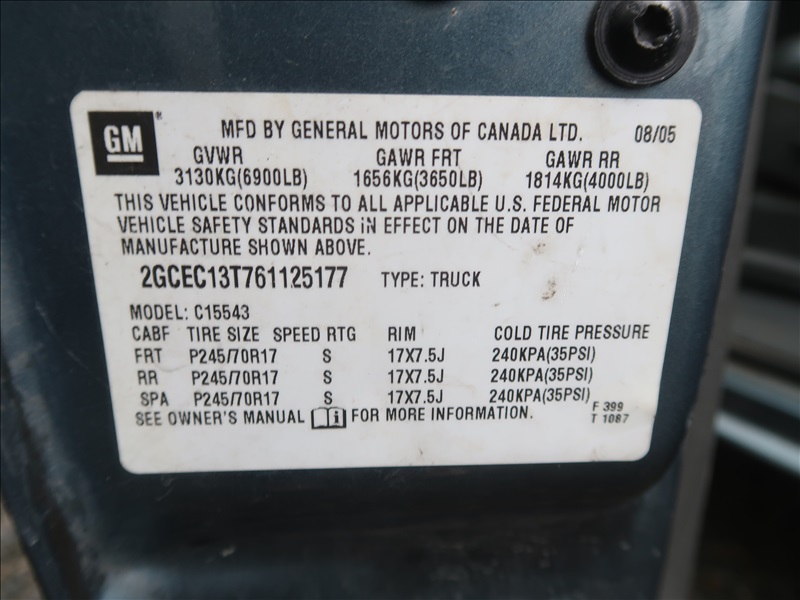 GM
MFD BY GENERAL MOTORS OF CANADA LTD. 08/05
GVWR GAWR FRT GAWR RR
3130KG(6900LB) 1656KG(3650LB) 1814KG(4000LB)
THIS VEHICLE CONFORMS TO ALL APPLICABLE U.S. FEDERAL MOTOR
VEHICLE SAFETY STANDARDS IN EFFECT ON THE DATE OF
MANUFACTURE SHOWN ABOVE.
2GCEC13T761125177 TYPE: TRUCK
MODEL: C15543
CABF TIRE SIZE SPEED RTG RIM COLD TIRE PRESSURE
FRT P245/70R17 S 17X7.5J 240KPA(35PSI)
RR P245/70R17 S 17X7.5J 240KPA(35PSI)
SPA P245/70R17 S 17X7.5J 240KPA(35PSI)
SEE OWNER'S MANUAL i FOR MORE INFORMATION.
F 399
T 1087